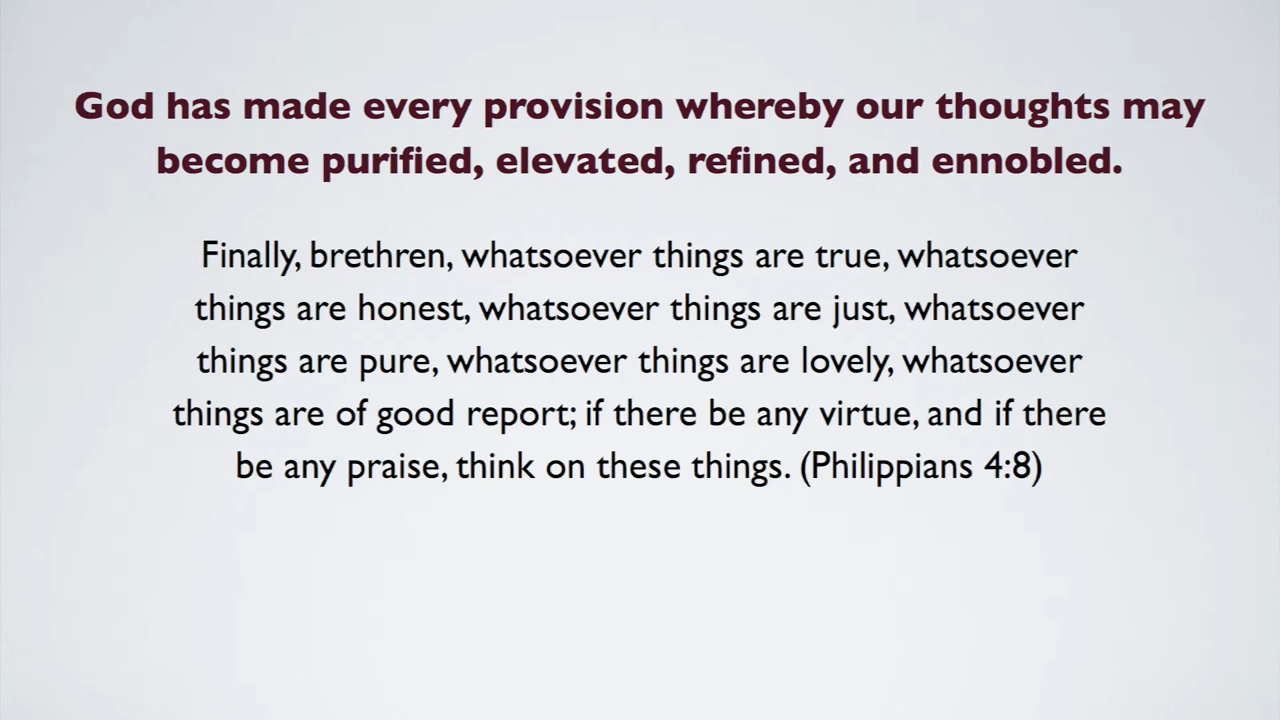 God has made every provision whereby our thoughts may
become purified, elevated, refined, and ennobled.
Finally, brethren, whatsoever things are true, whatsoever
things are honest, whatsoever things are just, whatsoever
things are pure, whatsoever things are lovely, whatsoever
things are of good report; if there be any virtue, and if there
be any praise, think on these things. (Philippians 4:8)